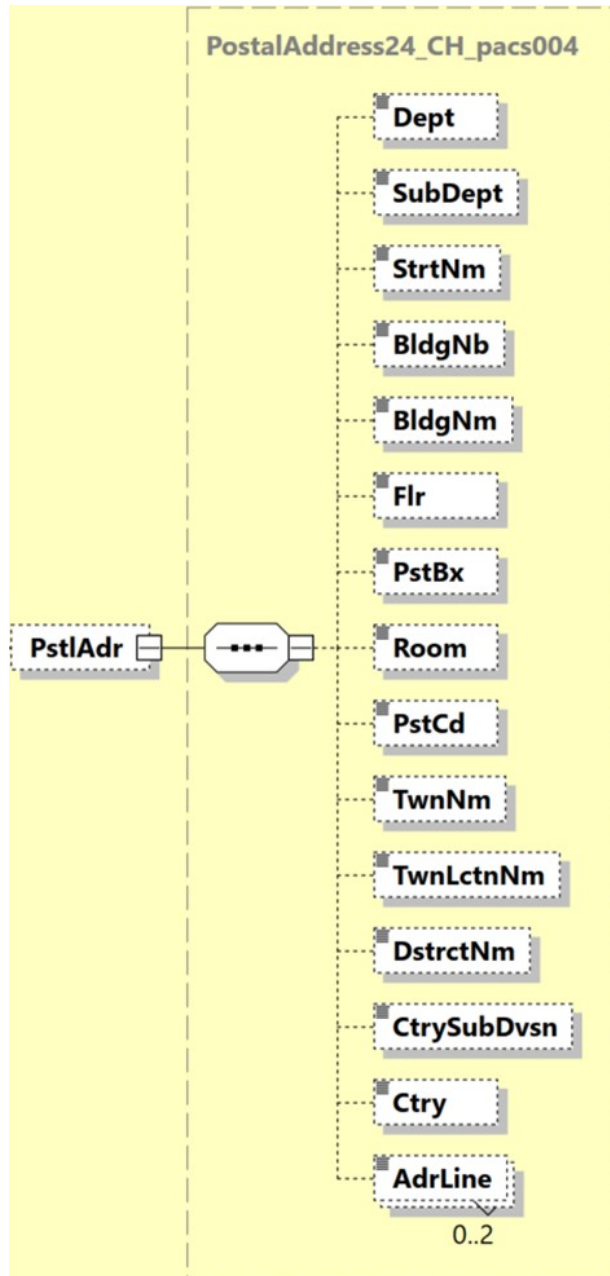 PostalAddress24_CH_pacs004
Dept
SubDept
StrtNm
BldgNb
BldgNm
Flr
PstBx
PstlAdr
Room
PstCd
TwnNm
TwnLctnNm
DstrctNm
CtrySubDvsn
Ctry
AdrLine
0..2